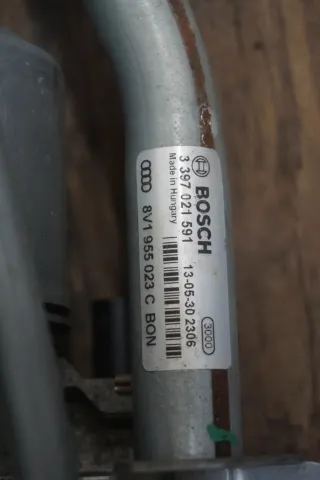 BOSCH
3 397 021 591
Made in Hungary
13-05-30 2306
3000
8V1 955 023 C BON